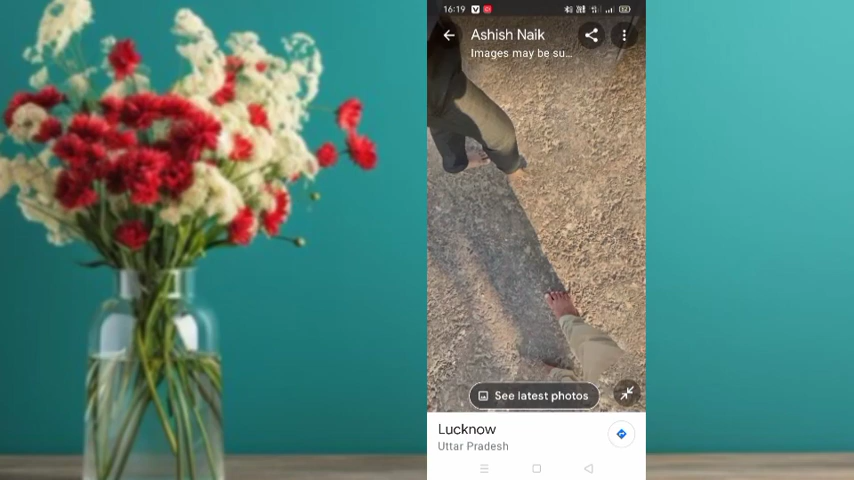 16:19
Ashish Naik
Images may be su...
See latest photos
Lucknow
Uttar Pradesh